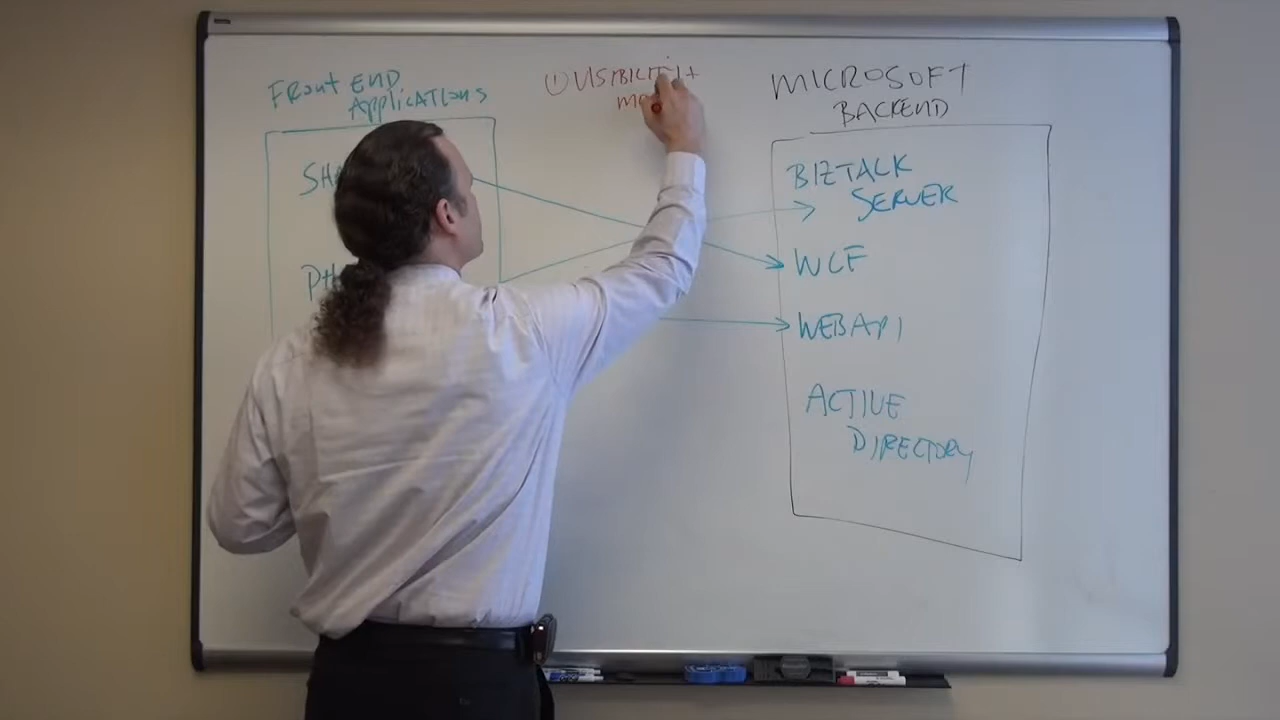 Front END
Applications
① VISIBILITY +
MICROSOFT
BACKEND
BIZTALK
SERVER
WCF
WEBAPI
ACTIVE
DIRECTORY